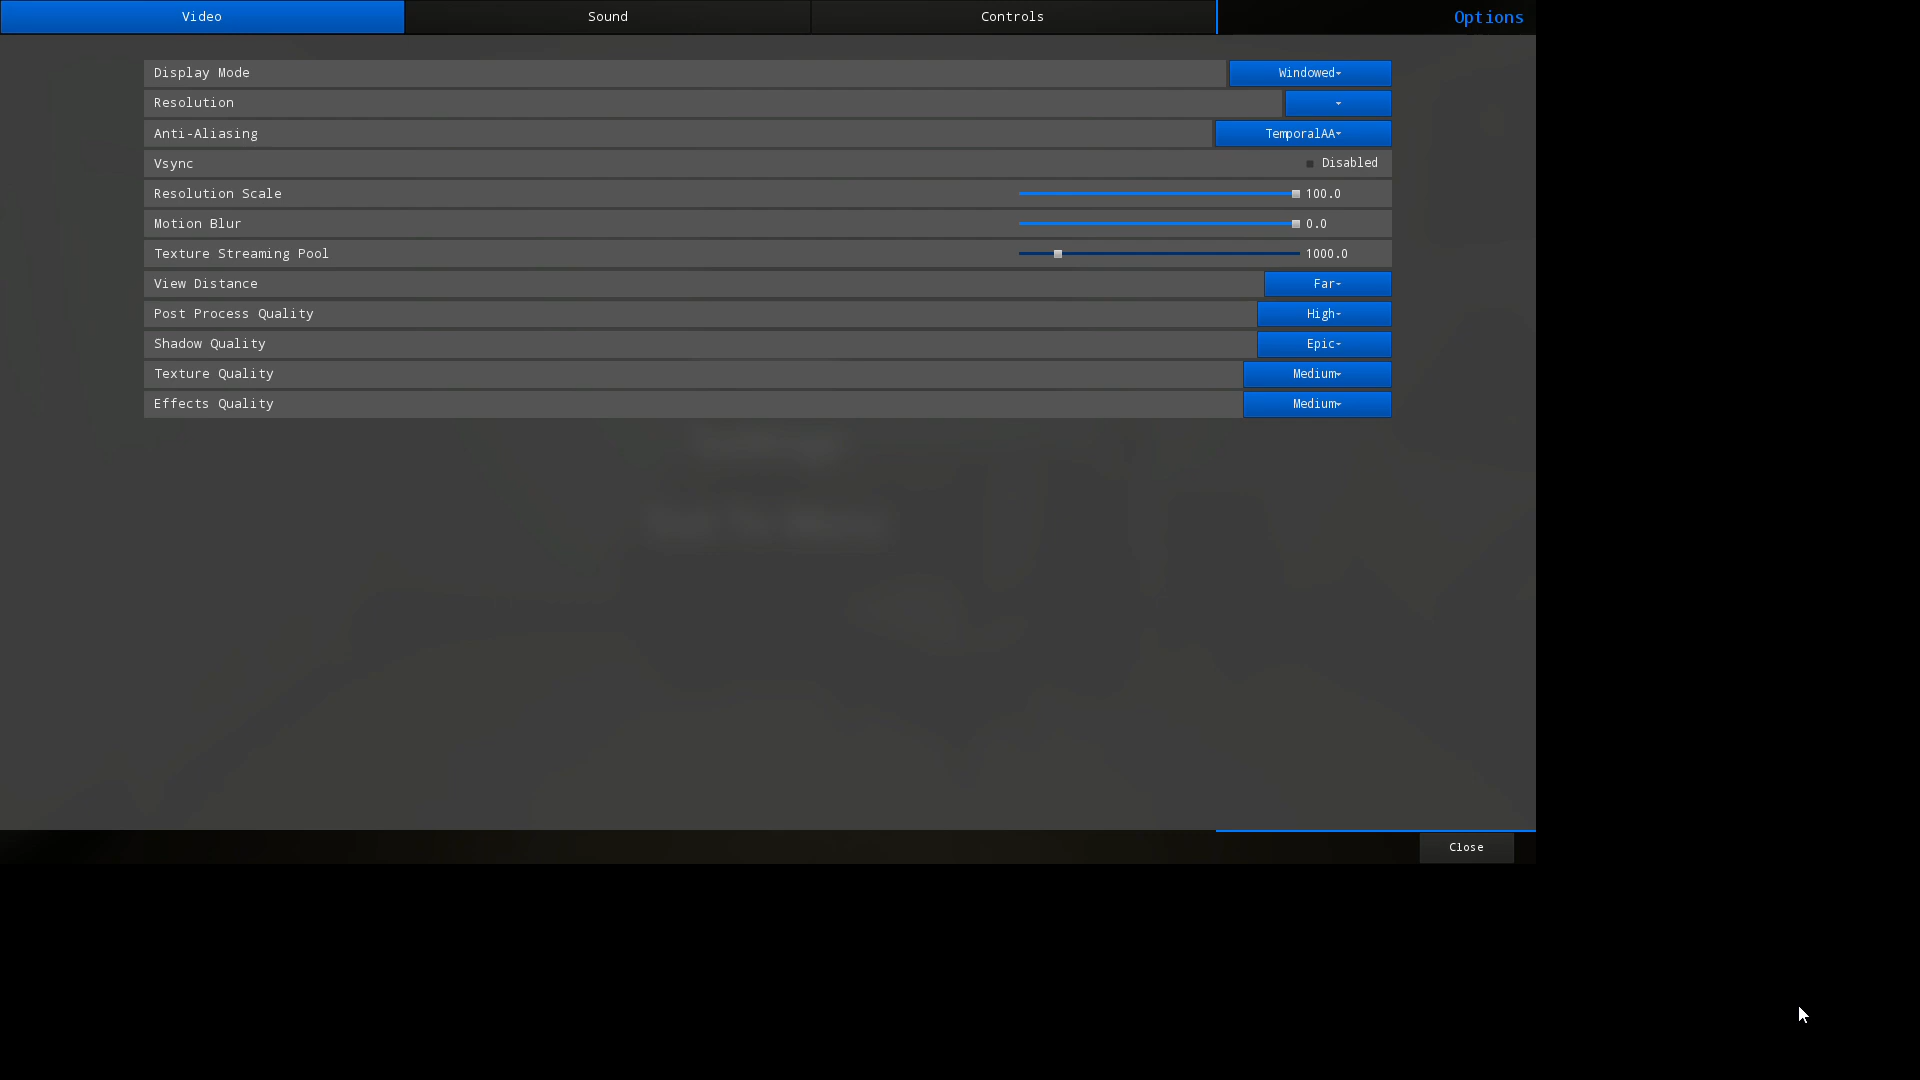 Video Sound Controls Options
Display Mode Windowed
Resolution
Anti-Aliasing TemporalAA
Vsync Disabled
Resolution Scale 100.0
Motion Blur 0.0
Texture Streaming Pool 1000.0
View Distance Far
Post Process Quality High
Shadow Quality Epic
Texture Quality Medium
Effects Quality Medium
Close